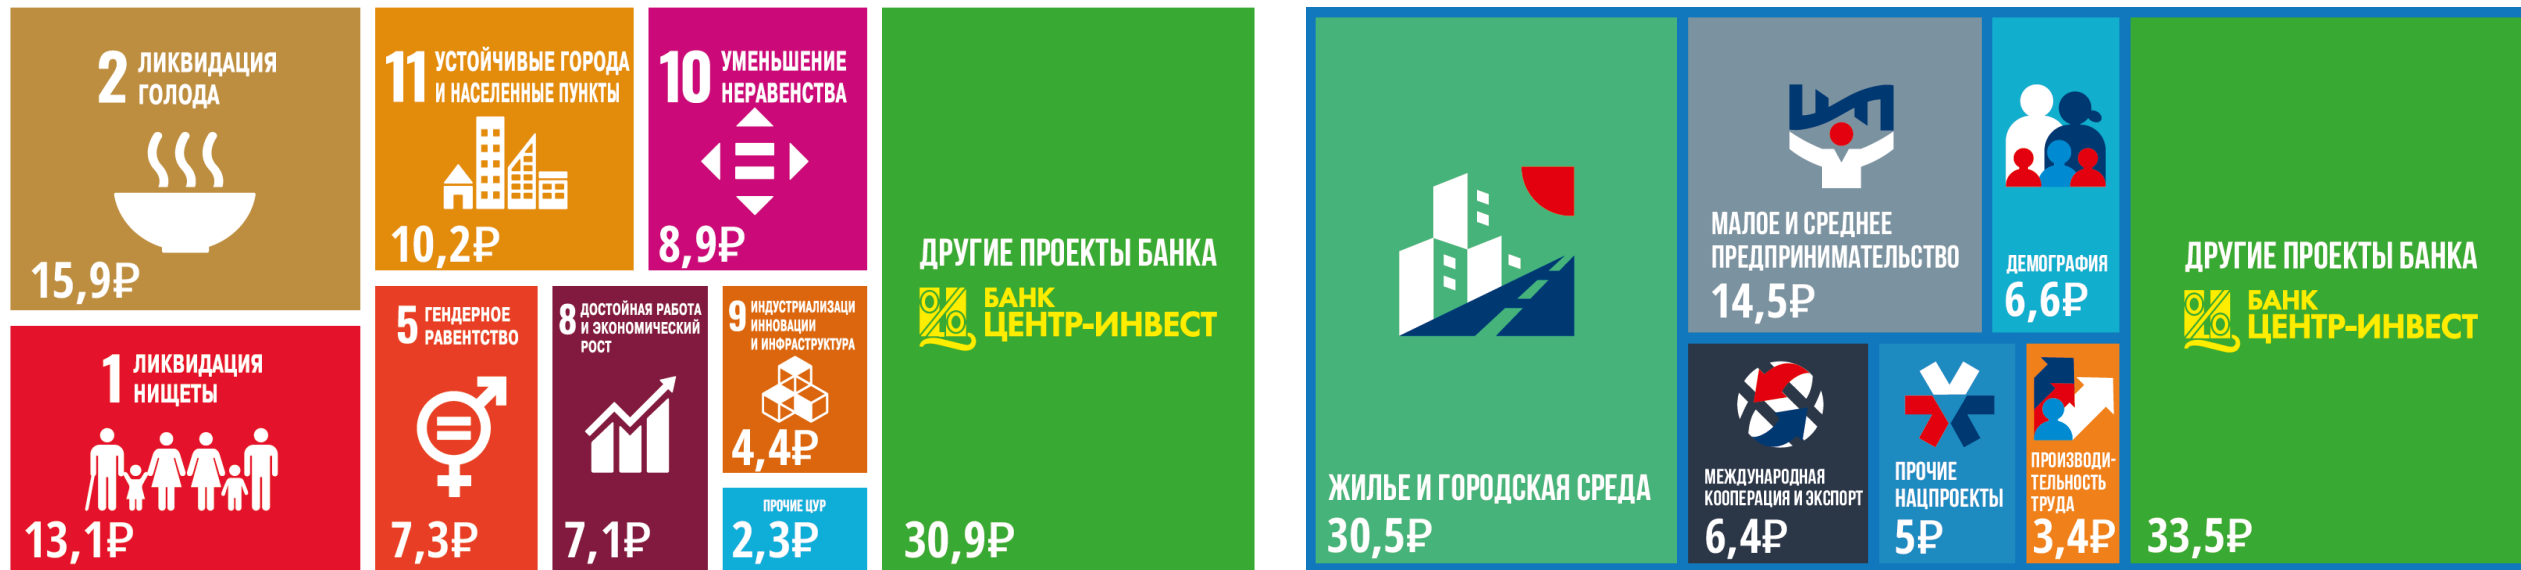 2 ЛИКВИДАЦИЯ
ГОЛОДА
15,9₽
1 ЛИКВИДАЦИЯ
НИЩЕТЫ
13,1₽
11 УСТОЙЧИВЫЕ ГОРОДА
И НАСЕЛЕННЫЕ ПУНКТЫ
10,2₽
10 УМЕНЬШЕНИЕ
НЕРАВЕНСТВА
8,9₽
5 ГЕНДЕРНОЕ
РАВЕНТСТВО
7,3₽
8 ДОСТОЙНАЯ РАБОТА
И ЭКОНОМИЧЕСКИЙ
РОСТ
7,1₽
9 ИНДУСТРИАЛИЗАЦИ
ИННОВАЦИИ
И ИНФРАСТРУКТУРА
4,4₽
ПРОЧИЕ ЦУР
2,3₽
ДРУГИЕ ПРОЕКТЫ БАНКА
БАНК
ЦЕНТР-ИНВЕСТ
30,9₽
ЖИЛЬЕ И ГОРОДСКАЯ СРЕДА
30,5₽
МАЛОЕ И СРЕДНЕЕ
ПРЕДПРИНИМАТЕЛЬСТВО
14,5₽
ДЕМОГРАФИЯ
6,6₽
МЕЖДУНАРОДНАЯ
КООПЕРАЦИЯ И ЭКСПОРТ
6,4₽
ПРОЧИЕ
НАЦПРОЕКТЫ
5₽
ПРОИЗВОДИ-
ТЕЛЬНОСТЬ
ТРУДА
3,4₽
ДРУГИЕ ПРОЕКТЫ БАНКА
БАНК
ЦЕНТР-ИНВЕСТ
33,5₽